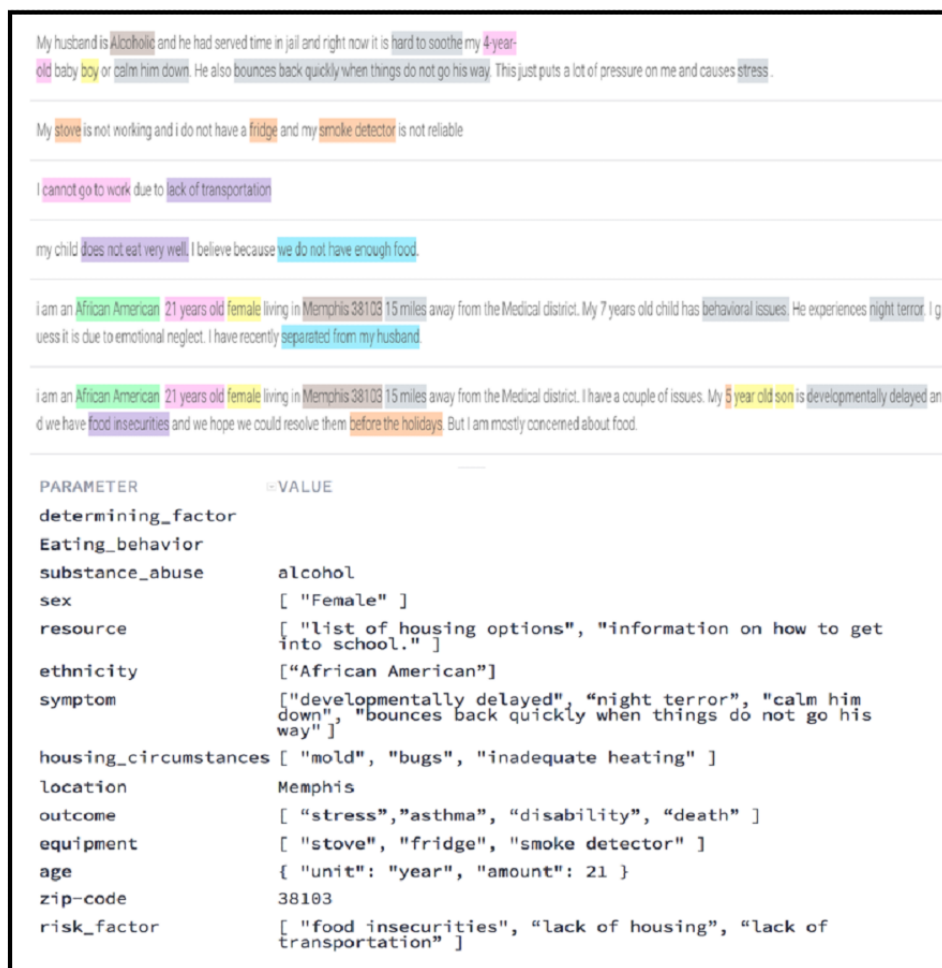 My husband is Alcoholic and he had served time in jail and right now it is hard to soothe my 4-year-
old baby boy or calm him down. He also bounces back quickly when things do not go his way. This just puts a lot of pressure on me and causes stress .
My stove is not working and i do not have a fridge and my smoke detector is not reliable
I cannot go to work due to lack of transportation
my child does not eat very well. I believe because we do not have enough food.
i am an African American 21 years old female living in Memphis 38103 15 miles away from the Medical district. My 7 years old child has behavioral issues. He experiences night terror. I g
uess it is due to emotional neglect. I have recently separated from my husband.
i am an African American 21 years old female living in Memphis 38103 15 miles away from the Medical district. I have a couple of issues. My 5 year old son is developmentally delayed an
d we have food insecurities and we hope we could resolve them before the holidays. But I am mostly concerned about food.
PARAMETER VALUE
determining_factor
Eating_behavior
substance_abuse alcohol
sex [ "Female" ]
resource [ "list of housing options", "information on how to get
into school." ]
ethnicity [“African American”]
symptom ["developmentally delayed", “night terror”, "calm him
down", "bounces back quickly when things do not go his
way" ]
housing_circumstances [ "mold", "bugs", "inadequate heating" ]
location Memphis
outcome [ “stress”,”asthma”, “disability”, “death” ]
equipment [ "stove", "fridge", "smoke detector" ]
age { "unit": "year", "amount": 21 }
zip-code 38103
risk_factor [ "food insecurities", “lack of housing”, “lack of
transportation” ]